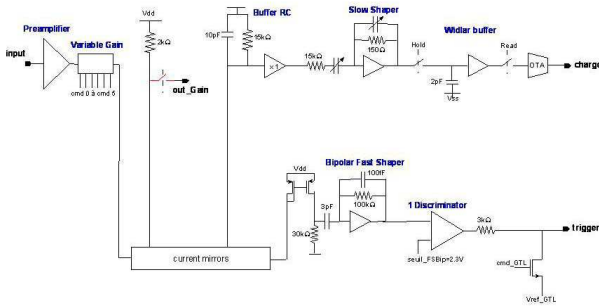 Preamplifier
input
Variable Gain
cmd 0 à cmd 5
Vdd
2kΩ
out_Gain
Buffer RC
10pF
15kΩ
×1
15kΩ
Slow Shaper
150Ω
Hold
2pF
Vss
Widlar buffer
Read
OTA
charge
current mirrors
Vdd
30kΩ
3pF
Bipolar Fast Shaper
100fF
100kΩ
1 Discriminator
seuil_FSBip=2.3V
3kΩ
trigger
cmd_GTL
Vref_GTL